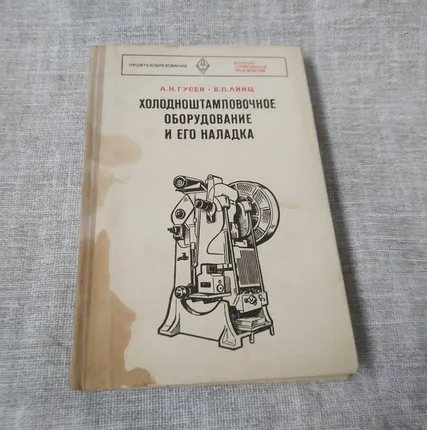 ПРОФТЕХОБРАЗОВАНИЕ
А.Н. ГУСЕВ • В.П. ЛИНЦ
ХОЛОДНОШТАМПОВОЧНОЕ
ОБОРУДОВАНИЕ
И ЕГО НАЛАДКА